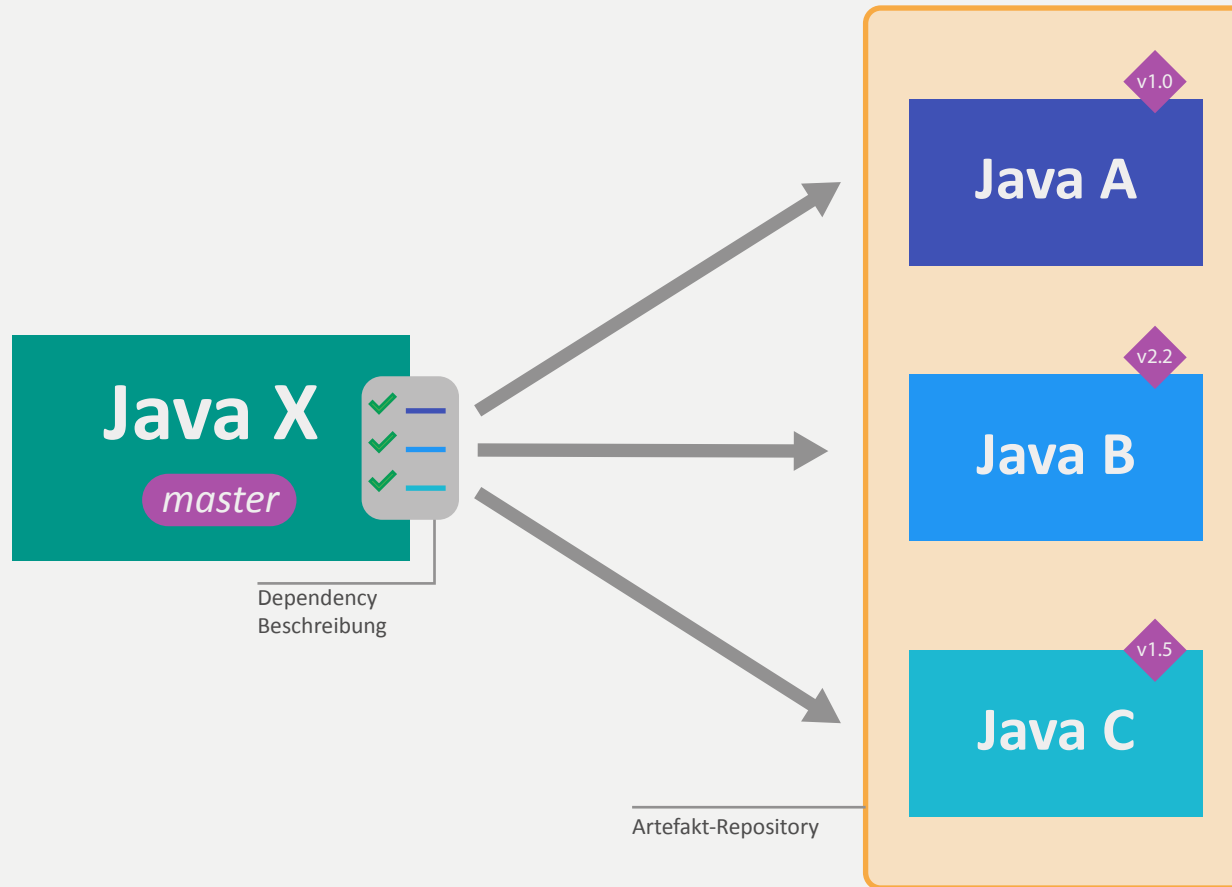 v1.0
Java A
Java X
master
v2.2
Java B
Dependency
Beschreibung
v1.5
Java C
Artefakt-Repository